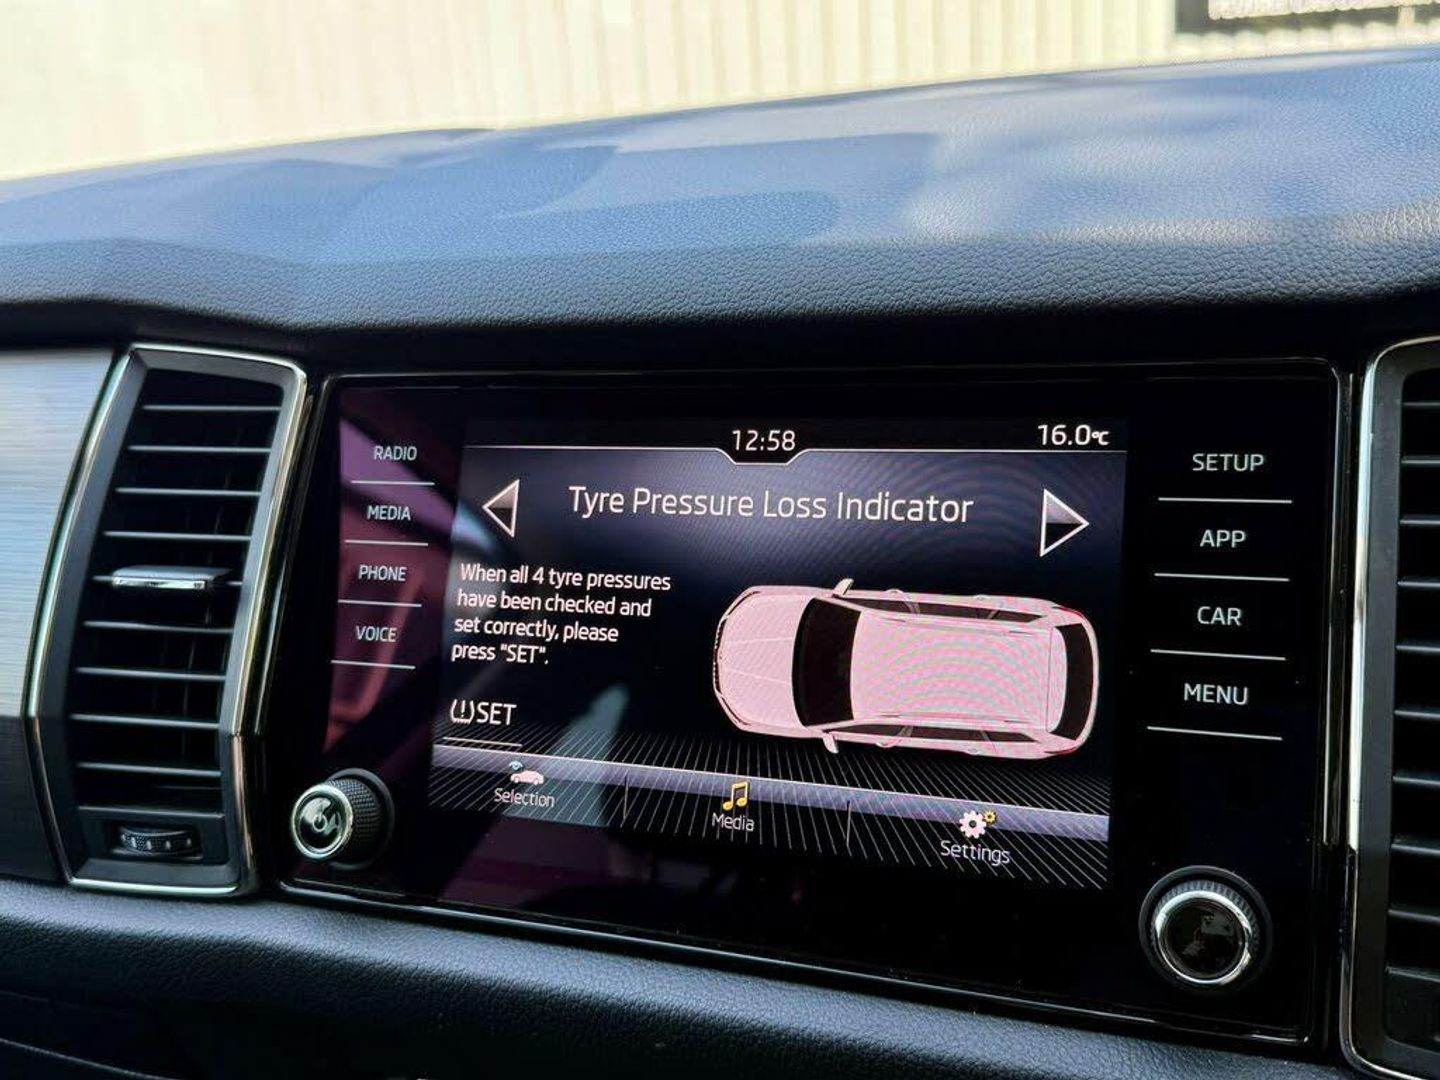 12:58
16.0°C
RADIO
MEDIA
PHONE
VOICE
Tyre Pressure Loss Indicator
When all 4 tyre pressures
have been checked and
set correctly, please
press "SET".
SET
Selection
Media
Settings
SETUP
APP
CAR
MENU